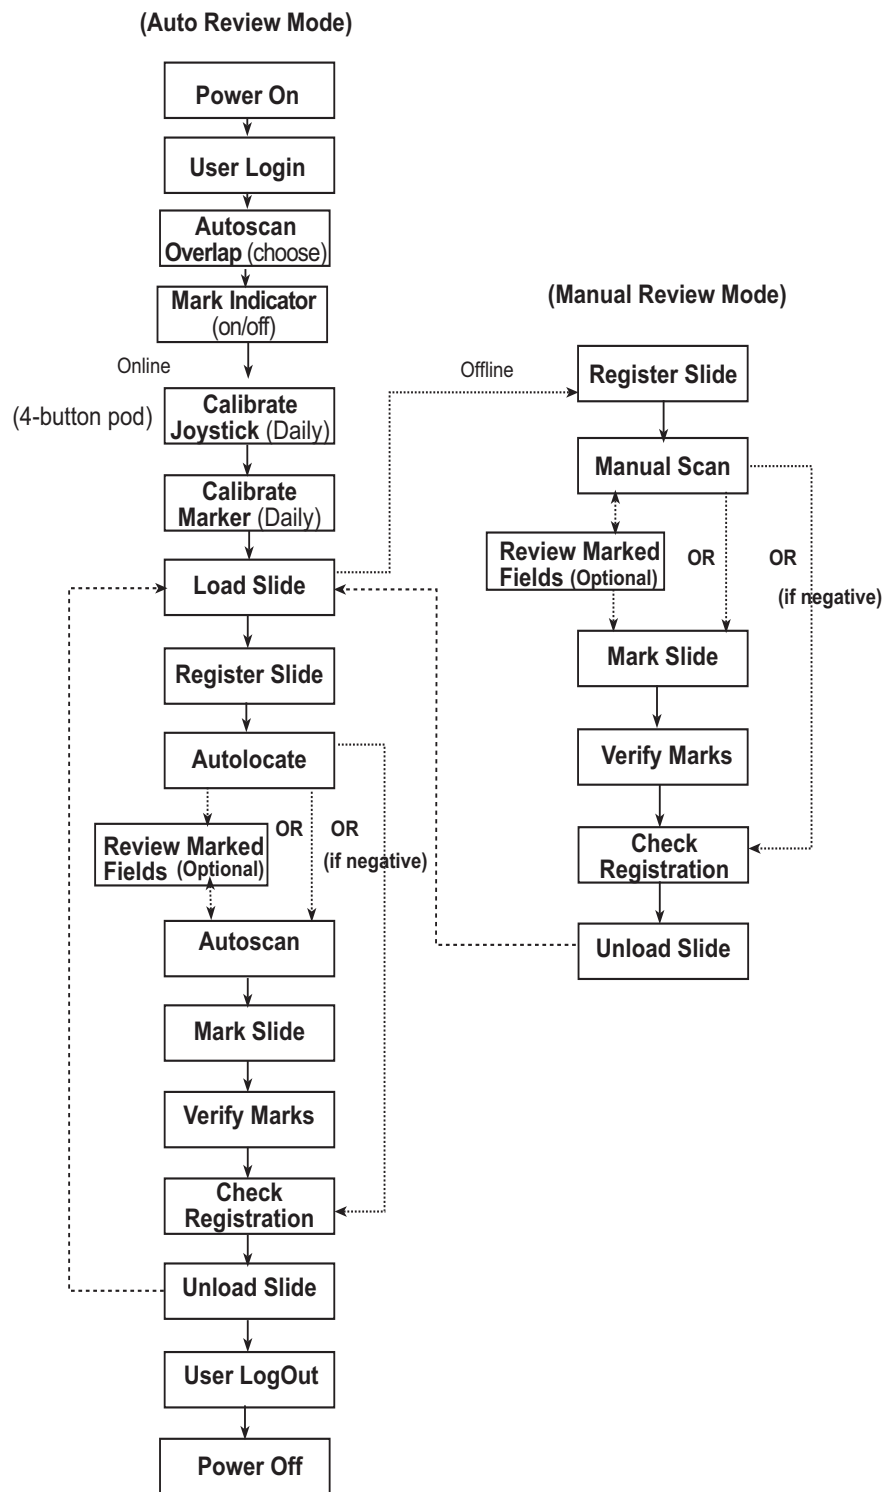 (Auto Review Mode)
Power On
User Login
Autoscan
Overlap (choose)
Mark Indicator
(on/off)
Online
(4-button pod)
Calibrate
Joystick (Daily)
Calibrate
Marker (Daily)
Load Slide
Register Slide
Autolocate
Review Marked
Fields (Optional)
OR
OR
(if negative)
Autoscan
Mark Slide
Verify Marks
Check
Registration
Unload Slide
User LogOut
Power Off
(Manual Review Mode)
Offline
Register Slide
Manual Scan
Review Marked
Fields (Optional)
OR
OR
(if negative)
Mark Slide
Verify Marks
Check
Registration
Unload Slide